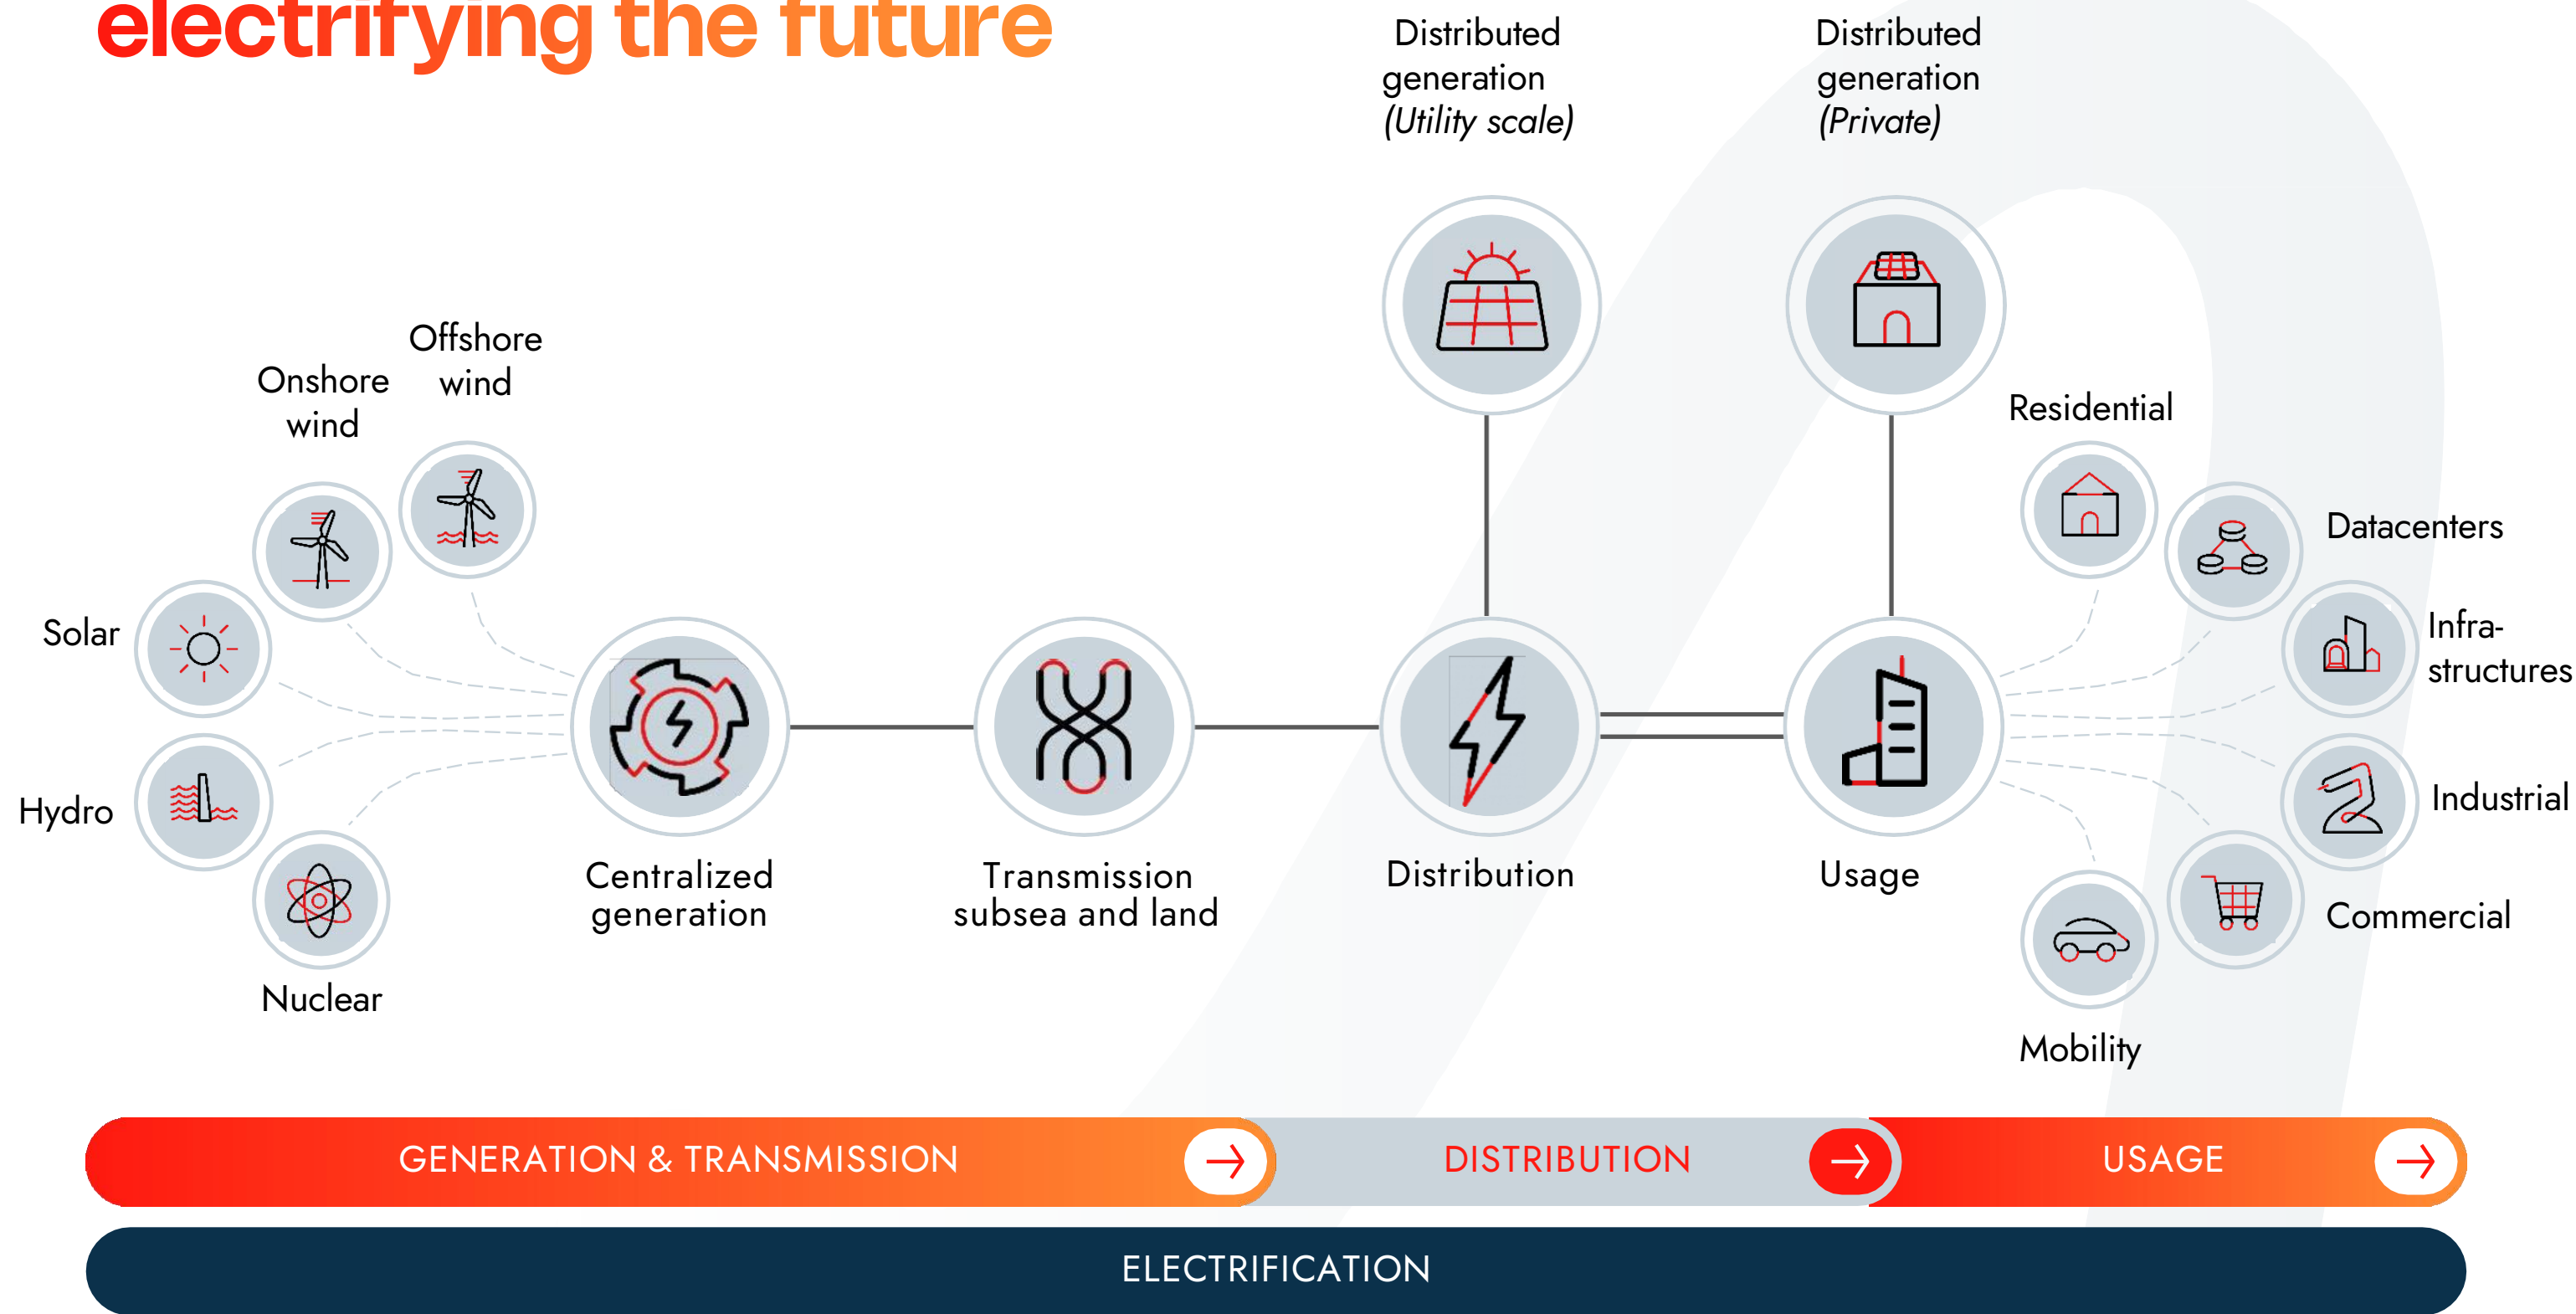 electrifying the future
Distributed
generation
(Utility scale)
Distributed
generation
(Private)
Offshore
wind
Onshore
wind
Solar
Hydro
Nuclear
Centralized
generation
Transmission
subsea and land
Distribution
Usage
Residential
Datacenters
Infra-
structures
Industrial
Commercial
Mobility
GENERATION & TRANSMISSION
DISTRIBUTION
USAGE
ELECTRIFICATION